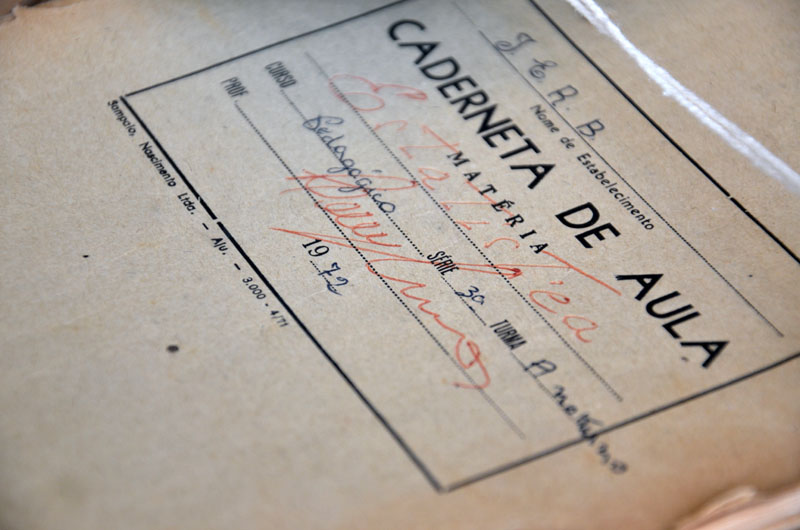 I. E. R. B.
Nome de Estabelecimento
CADERNETA DE AULA
MATÉRIA
Estatística
CURSO Pedagógico SÉRIE 3a TURMA A
PROF.
1972
Sampaio, Nascimento Ltda. - Aju. - 3.000 - 4/71